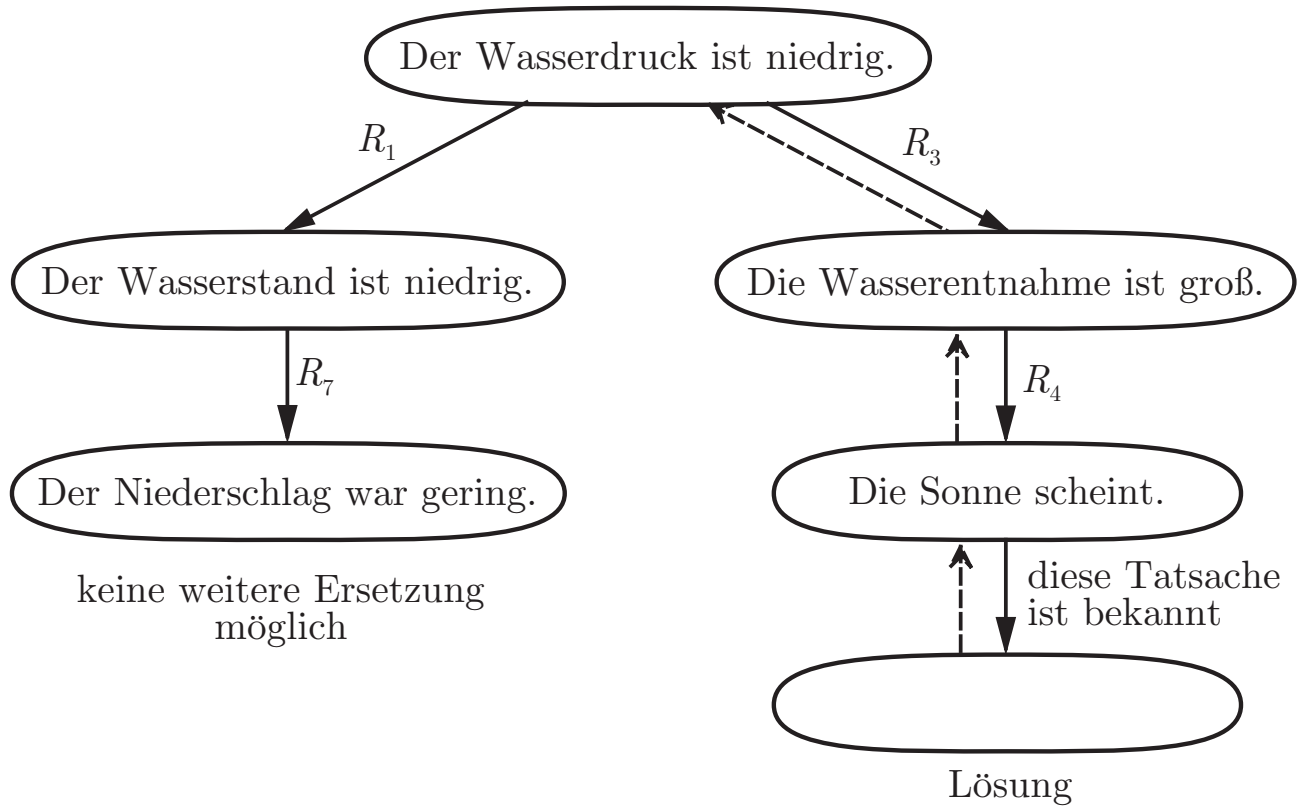 Der Wasserdruck ist niedrig.
R₁
R₃
Der Wasserstand ist niedrig.
Die Wasserentnahme ist groß.
R₇
R₄
Der Niederschlag war gering.
Die Sonne scheint.
keine weitere Ersetzung
möglich
diese Tatsache
ist bekannt
Lösung